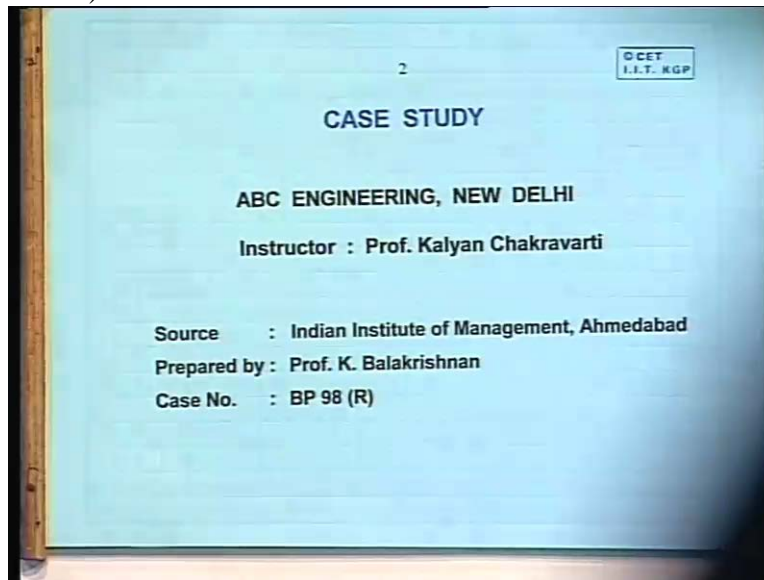 2
© CET
I.I.T. KGP
CASE STUDY
ABC ENGINEERING, NEW DELHI
Instructor : Prof. Kalyan Chakravarti
Source : Indian Institute of Management, Ahmedabad
Prepared by : Prof. K. Balakrishnan
Case No. : BP 98 (R)